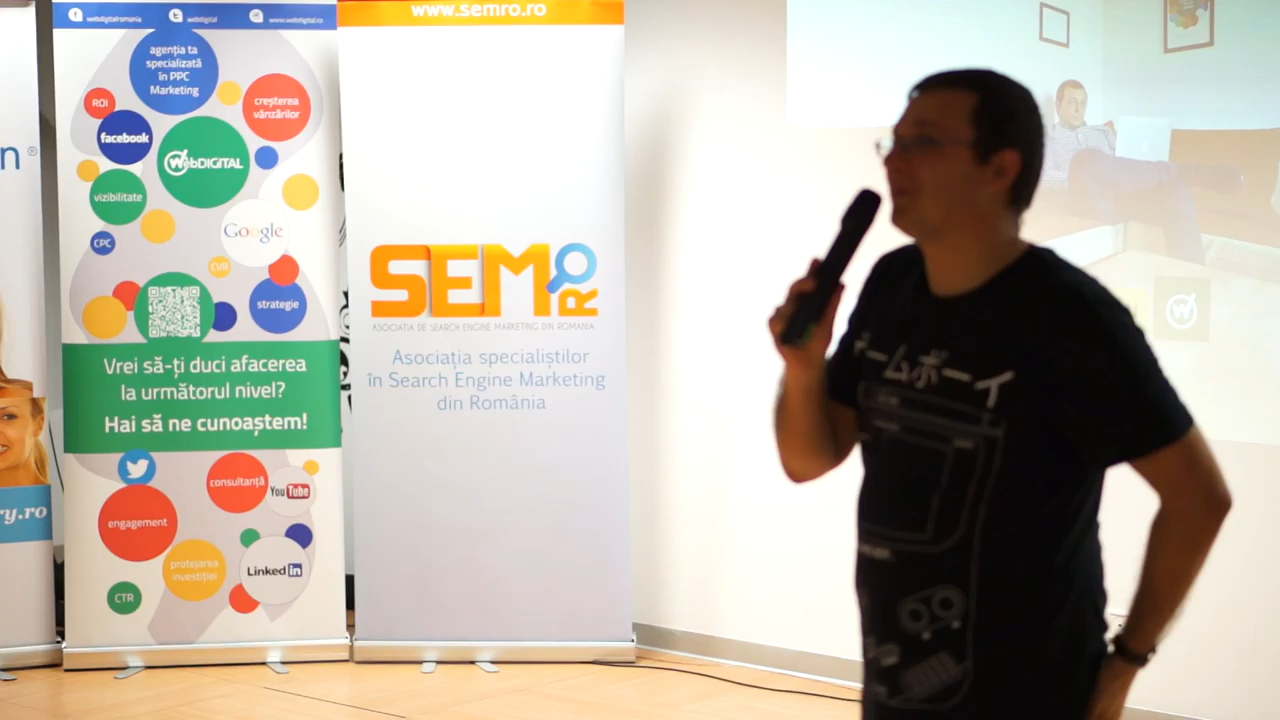 n®
ry.ro
webdigitalromania
webdigital
www.webdigital.ro
agenția ta
specializată
în PPC
Marketing
ROI
creșterea
vânzărilor
facebook
WebDIGITAL
vizibilitate
Google
CPC
CVR
strategie
Vrei să-ți duci afacerea
la următorul nivel?
Hai să ne cunoaștem!
consultanță
YouTube
engagement
protejarea
investiției
LinkedIn
CTR
www.semro.ro
SEMRO
ASOCIAȚIA DE SEARCH ENGINE MARKETING DIN ROMANIA
Asociația specialiștilor
în Search Engine Marketing
din România
ゲームボーイ